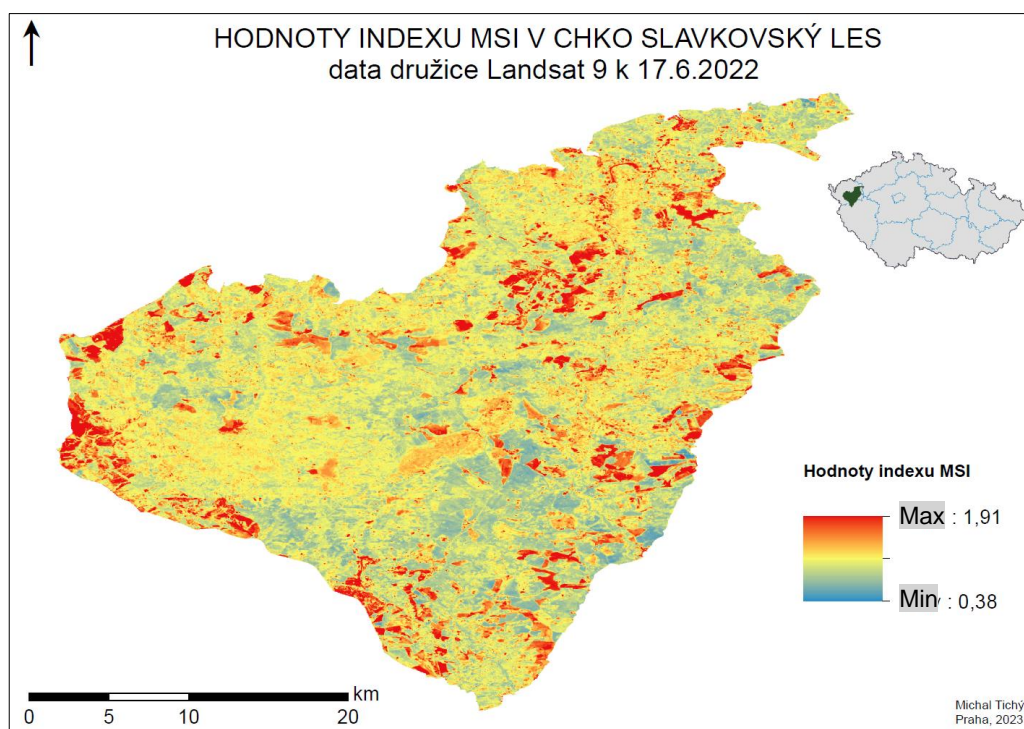 HODNOTY INDEXU MSI V CHKO SLAVKOVSKÝ LES
data družice Landsat 9 k 17.6.2022
Hodnoty indexu MSI
Max : 1,91
Min : 0,38
km
0 5 10 20
Michal Tichý
Praha, 2023